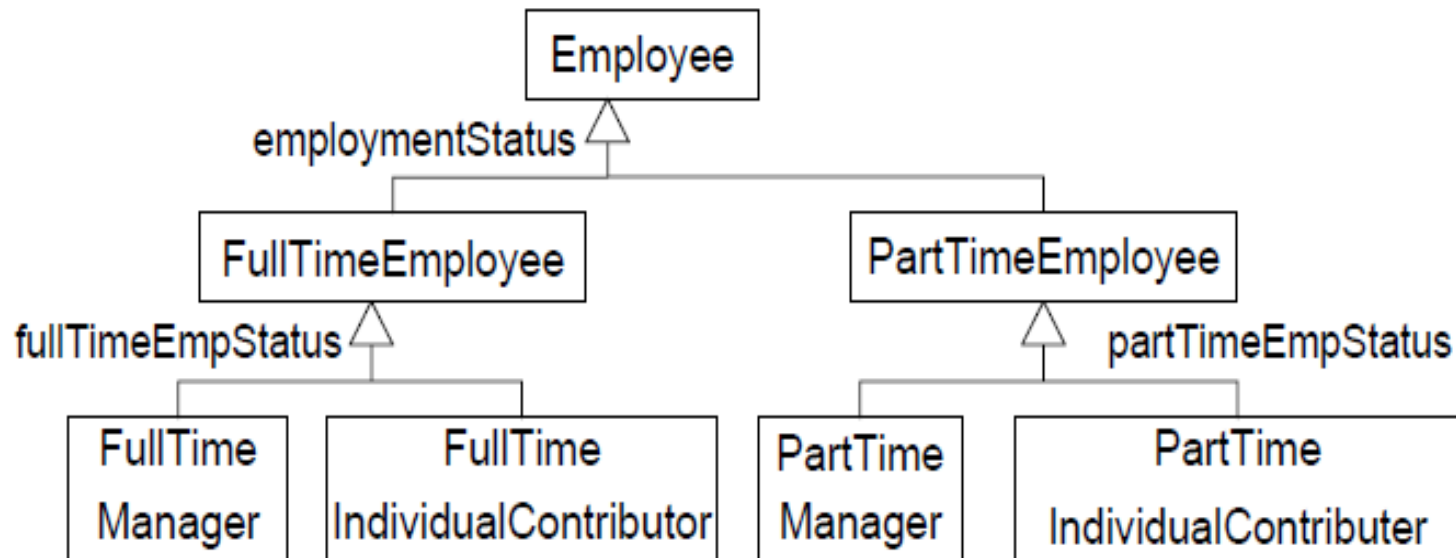 Employee
employmentStatus
FullTimeEmployee
PartTimeEmployee
fullTimeEmpStatus
partTimeEmpStatus
FullTime
Manager
FullTime
IndividualContributor
PartTime
Manager
PartTime
IndividualContributer